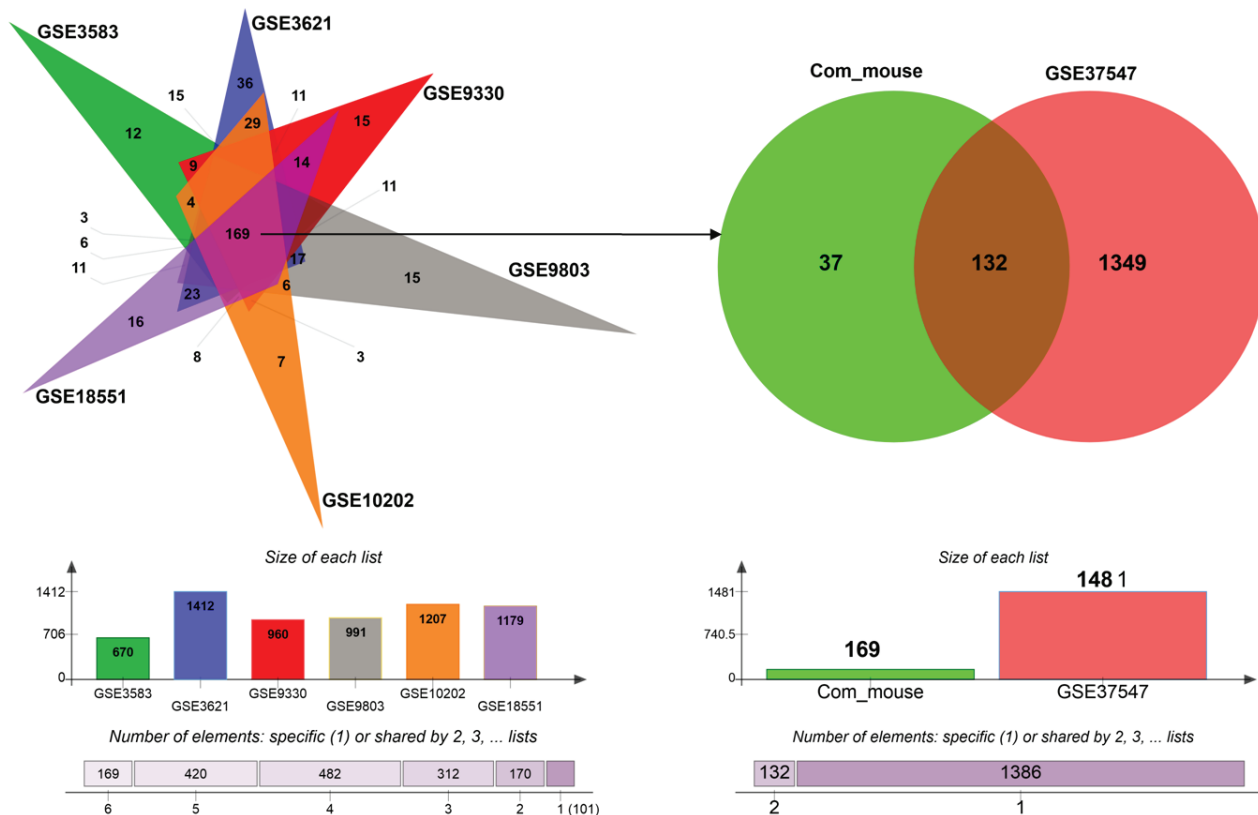 GSE3621
GSE3583
GSE9330
Com_mouse GSE37547
36
15 11
29 15
12
9 14
4 11
3 169
6 17 GSE9803
11 6 15
23
16
8 3
7
GSE18551
GSE10202
37 132 1349
Size of each list
1412
706
0
670 1412 960 991 1207 1179
GSE3583 GSE3621 GSE9330 GSE9803 GSE10202 GSE18551
Number of elements: specific (1) or shared by 2, 3, ... lists
169 420 482 312 170
6 5 4 3 2 1 (101)
Size of each list
1481
740.5
0
169 148 1
Com_mouse GSE37547
Number of elements: specific (1) or shared by 2, 3, ... lists
132 1386
2 1